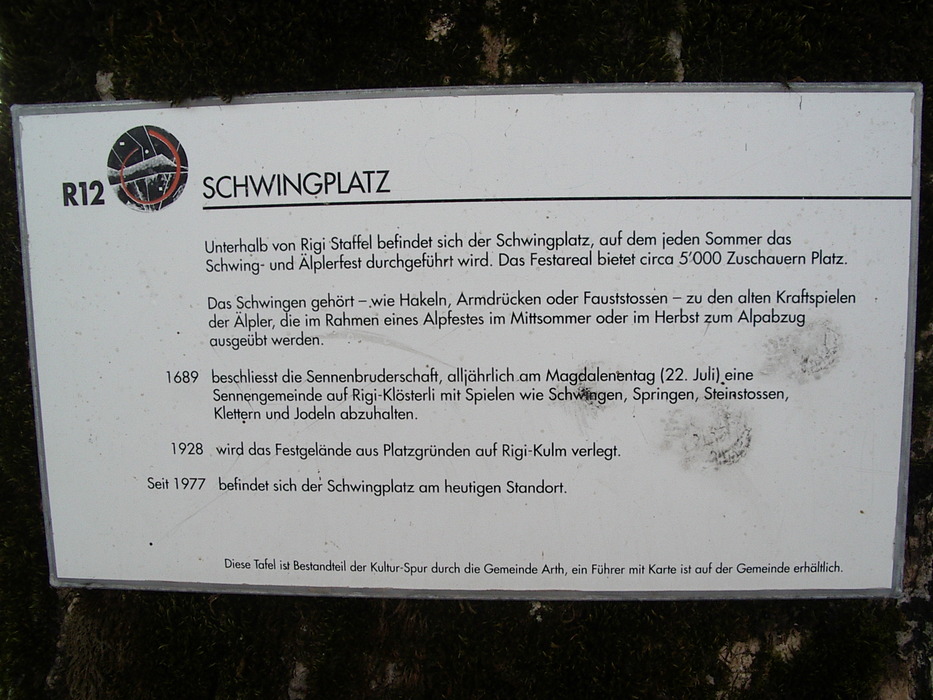 R12
SCHWINGPLATZ
Unterhalb von Rigi Staffel befindet sich der Schwingplatz, auf dem jeden Sommer das
Schwing- und Älplerfest durchgeführt wird. Das Festareal bietet circa 5'000 Zuschauern Platz.
Das Schwingen gehört – wie Hakeln, Armdrücken oder Fauststossen – zu den alten Kraftspielen
der Älpler, die im Rahmen eines Alpfestes im Mittsommer oder im Herbst zum Alpabzug
ausgeübt werden.
1689 beschliesst die Sennenbruderschaft, alljährlich am Magdalenentag (22. Juli) eine
Sennengemeinde auf Rigi-Klösterli mit Spielen wie Schwingen, Springen, Steinstossen,
Klettern und Jodeln abzuhalten.
1928 wird das Festgelände aus Platzgründen auf Rigi-Kulm verlegt.
Seit 1977 befindet sich der Schwingplatz am heutigen Standort.
Diese Tafel ist Bestandteil der Kultur-Spur durch die Gemeinde Arth, ein Führer mit Karte ist auf der Gemeinde erhältlich.